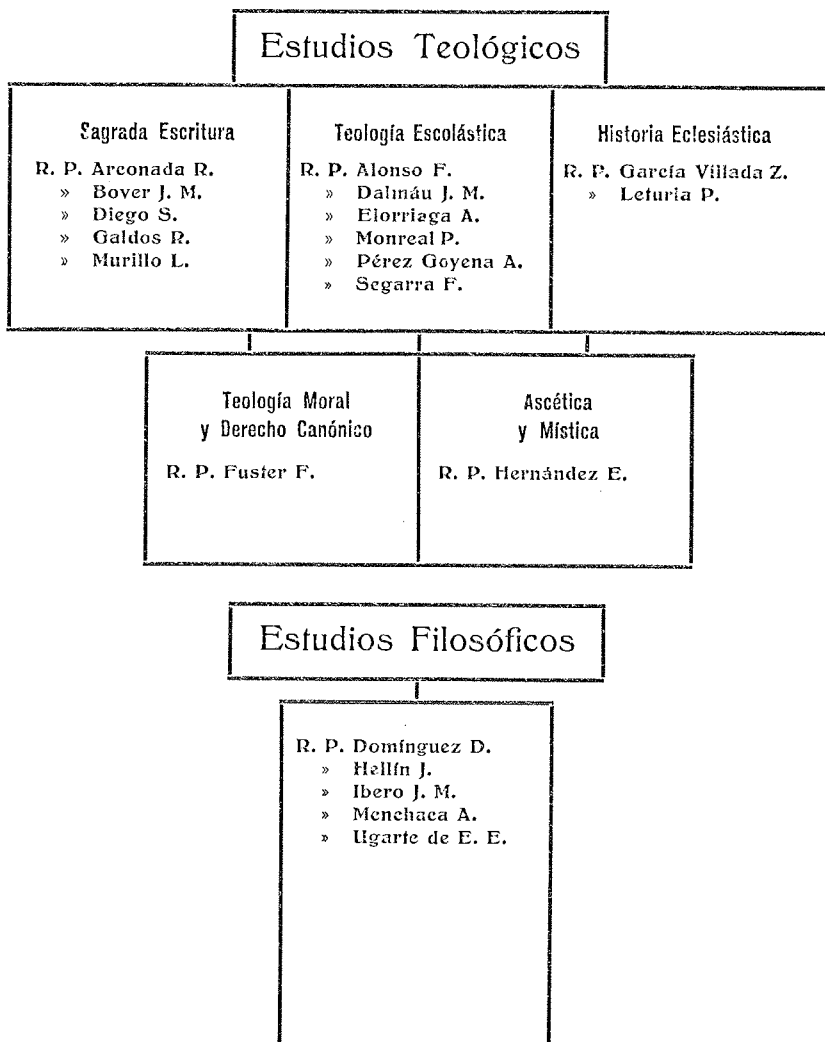 Estudios Teológicos
Sagrada Escritura
R. P. Arconada R.
» Bover J. M.
» Diego S.
» Galdos R.
» Murillo L.
Teología Escolástica
R. P. Alonso F.
» Dalmáu J. M.
» Elorriaga A.
» Monreal P.
» Pérez Goyena A.
» Segarra F.
Historia Eclesiástica
R. P. García Villada Z.
» Leturia P.
Teología Moral
y Derecho Canónico
R. P. Fuster F.
Ascética
y Mística
R. P. Hernández E.
Estudios Filosóficos
R. P. Domínguez D.
» Hellín J.
» Ibero J. M.
» Menchaca A.
» Ugarte de E. E.